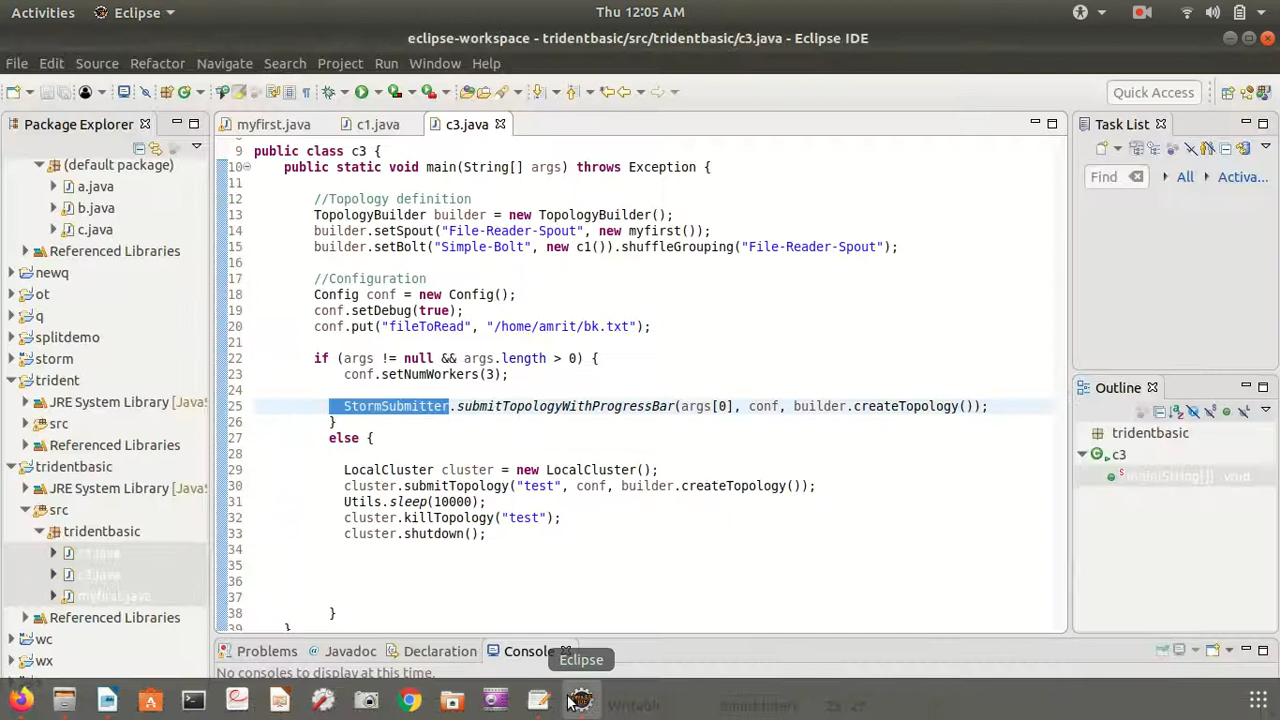 Activities Eclipse Thu 12:05 AM
eclipse-workspace - tridentbasic/src/tridentbasic/c3.java - Eclipse IDE
File Edit Source Refactor Navigate Search Project Run Window Help
Quick Access
Package Explorer
(default package)
a.java
b.java
c.java
Referenced Libraries
newq
ot
q
splitdemo
storm
trident
JRE System Library [JavaS
src
Referenced Libraries
tridentbasic
JRE System Library [JavaS
src
tridentbasic
c3.java
myfirst.java
Referenced Libraries
wc
wx
myfirst.java c1.java c3.java
9 public class c3 {
10 public static void main(String[] args) throws Exception {
11
12 //Topology definition
13 TopologyBuilder builder = new TopologyBuilder();
14 builder.setSpout("File-Reader-Spout", new myfirst());
15 builder.setBolt("Simple-Bolt", new c1()).shuffleGrouping("File-Reader-Spout");
16
17 //Configuration
18 Config conf = new Config();
19 conf.setDebug(true);
20 conf.put("fileToRead", "/home/amrit/bk.txt");
21
22 if (args != null && args.length > 0) {
23 conf.setNumWorkers(3);
24
25 StormSubmitter.submitTopologyWithProgressBar(args[0], conf, builder.createTopology());
26 }
27 else {
28
29 LocalCluster cluster = new LocalCluster();
30 cluster.submitTopology("test", conf, builder.createTopology());
31 Utils.sleep(10000);
32 cluster.killTopology("test");
33 cluster.shutdown();
34
35
36
37
38 }
}
Task List
Find All Activa...
Outline
tridentbasic
c3
main(String[]) : void
Problems Javadoc Declaration Console
No consoles to display at this time.
Eclipse
Writable